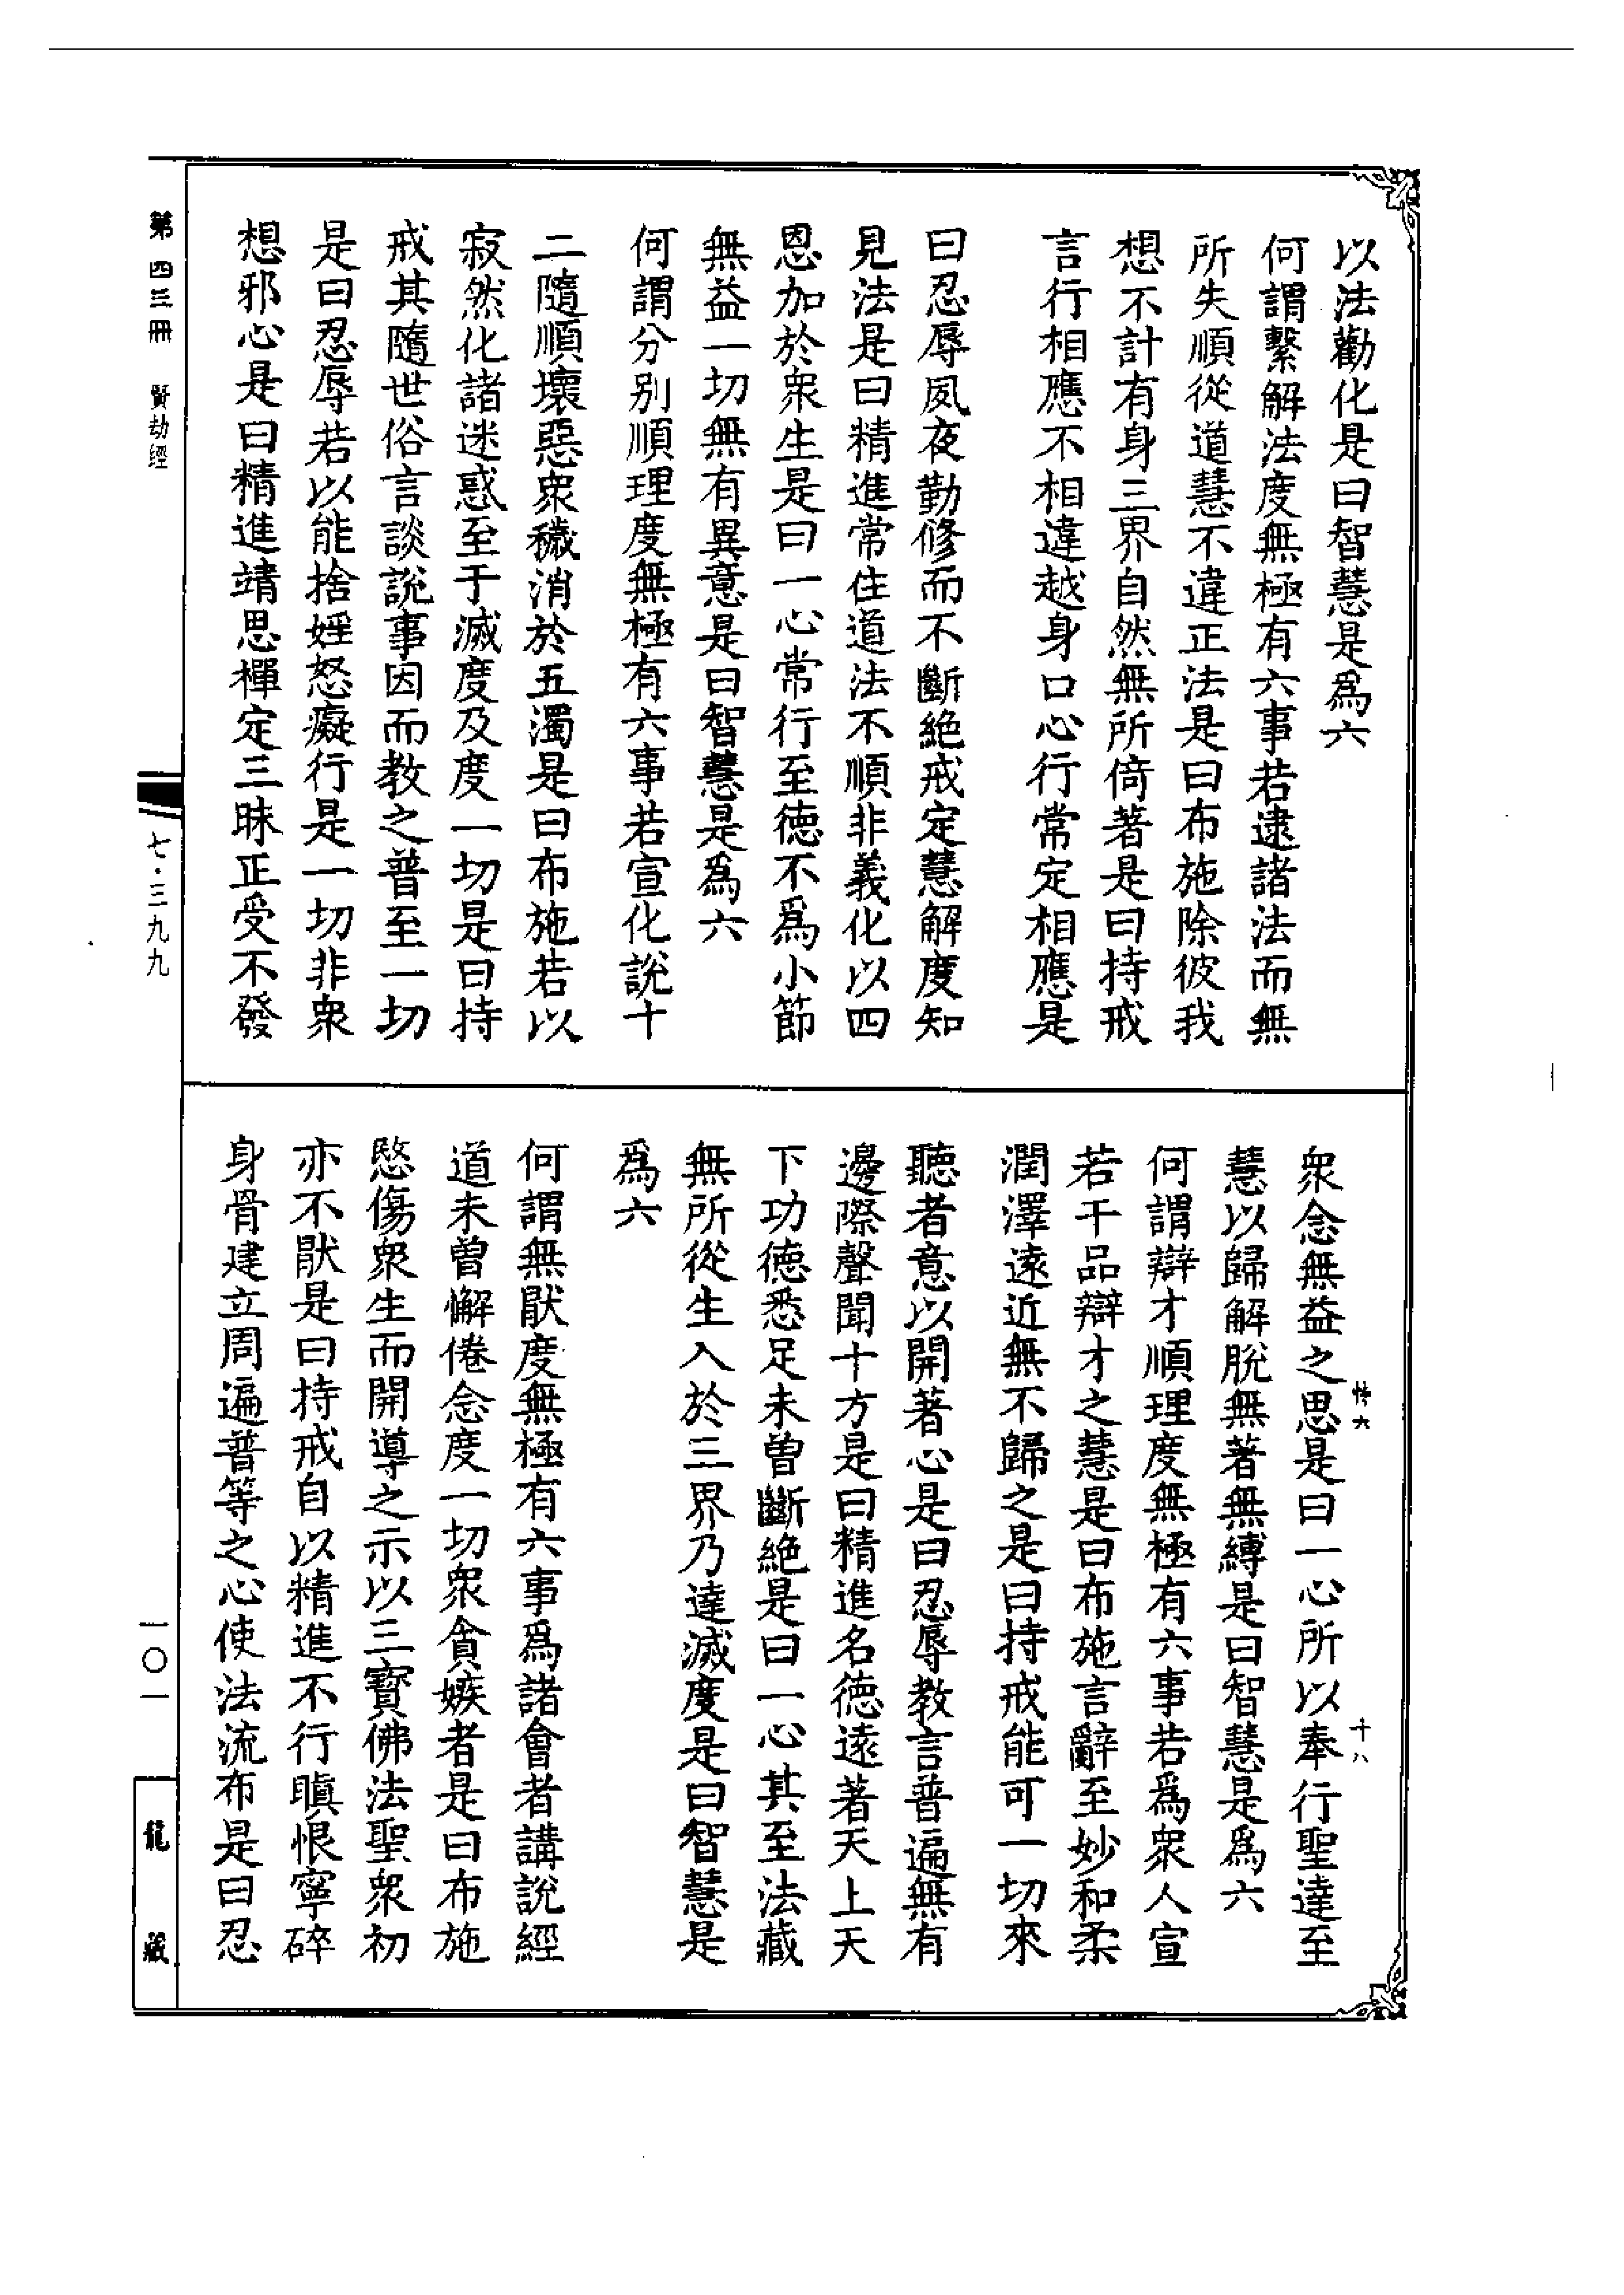 以法勸化是曰智慧是爲六
何謂繫解法度無極有六事若逮諸法而無
所失順從道慧不違正法是曰布施除彼我
想不計有身三界自然無所倚著是曰持戒
言行相應不相違越身口心行常定相應是
曰忍辱夙夜勤修而不斷絶戒定慧解度知
見法是曰精進常住道法不順非義化以四
恩加於衆生是曰一心常行至徳不爲小節
無益一切無有異意是曰智慧是爲六
何謂分别順理度無極有六事若宣化説十
二隨順壞惡衆穢消於五濁是曰布施若以
寂然化諸迷惑至于滅度及度一切是曰持
戒其隨世俗言談説事因而教之普至一切
是曰忍辱若以能捨婬怒癡行是一切非衆
想邪心是曰精進靖思禪定三昧正受不發
衆念無益之思是曰一心所以奉行聖達至
慧以歸解脱無著無縛是曰智慧是爲六
何謂辯才順理度無極有六事若爲衆人宣
若干品辯才之慧是曰布施言辭至妙和柔
潤澤遠近無不歸之是曰持戒能可一切來
聽者意以開著心是曰忍辱教言普遍無有
邊際聲聞十方是曰精進名徳遠著天上天
下功徳悉足未曾斷絶是曰一心其至法藏
無所從生入於三界乃達滅度是曰智慧是
爲六
何謂無猒度無極有六事爲諸會者講説經
道未曾懈倦念度一切衆貪嫉者是曰布施
愍傷衆生而開導之示以三寳佛法聖衆初
亦不猒是曰持戒自以精進不行瞋恨寧碎
身骨建立周遍普等之心使法流布是曰忍
十八
第四三冊 賢劫經
七·三九九
一〇一
龍藏